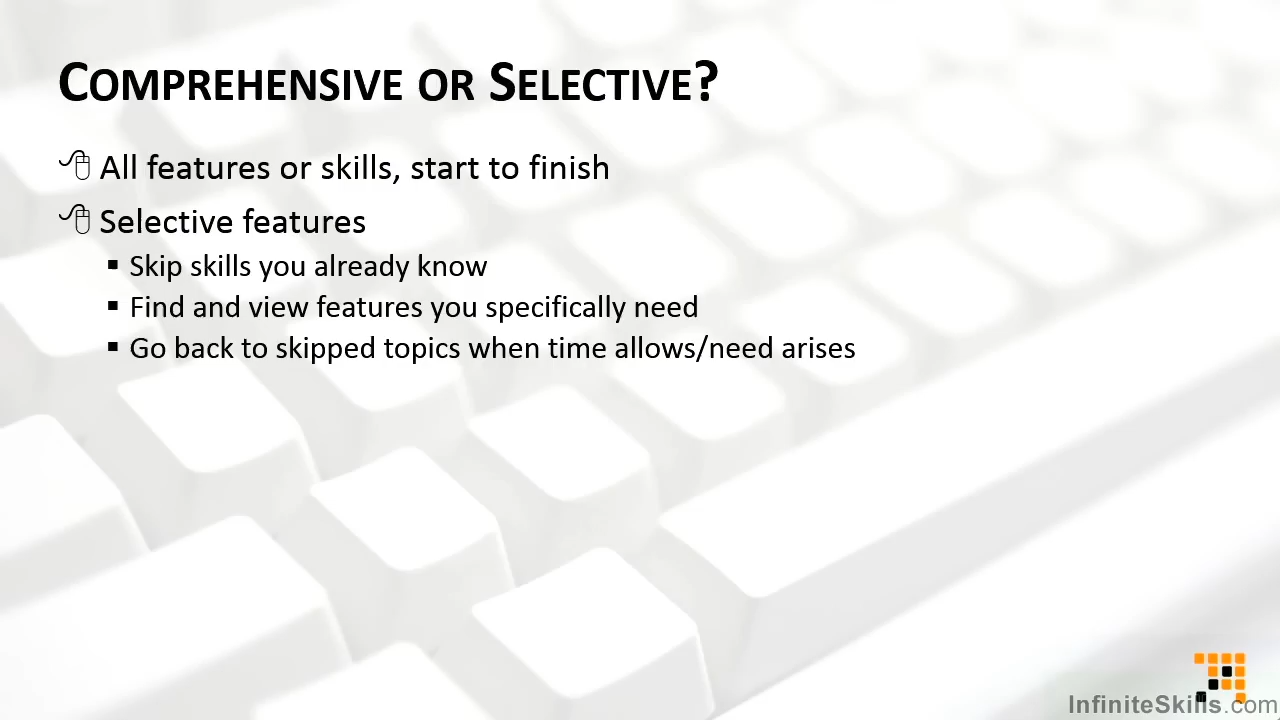 Comprehensive or Selective?
All features or skills, start to finish
Selective features
Skip skills you already know
Find and view features you specifically need
Go back to skipped topics when time allows/need arises
InfiniteSkills.com